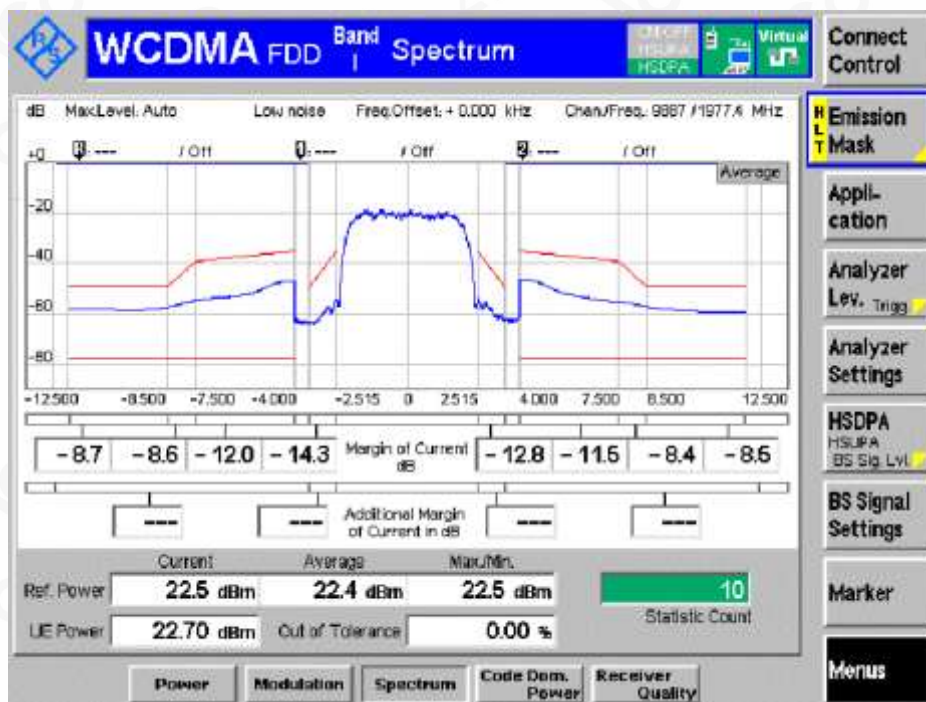 WCDMA FDD Band I Spectrum
HSDPA
Virtual
Connect Control
dB Max.Level: Auto Low noise Freq.Offset: + 0.000 kHz Chan./Freq.: 9887 / 1977.4 MHz
HLT
Emission Mask
+0 --- / Off --- / Off 2: --- / Off
Average
-20
-40
-60
-80
-12.500 -8.500 -7.500 -4.000 -2.515 0 2.515 4.000 7.500 8.500 12.500
Appli-
cation
Analyzer
Lev. Trigg
Analyzer
Settings
-8.7 -8.6 -12.0 -14.3 Margin of Current dB -12.8 -11.5 -8.4 -8.5
HSDPA
HSUPA
BS Sig. Lvl.
--- --- Additional Margin of Current in dB --- ---
BS Signal
Settings
Current Average Max./Min.
Ref. Power 22.5 dBm 22.4 dBm 22.5 dBm 10
Statistic Count
UE Power 22.70 dBm Out of Tolerance 0.00 %
Marker
Menus
Power Modulation Spectrum Code Dom. Power Receiver Quality